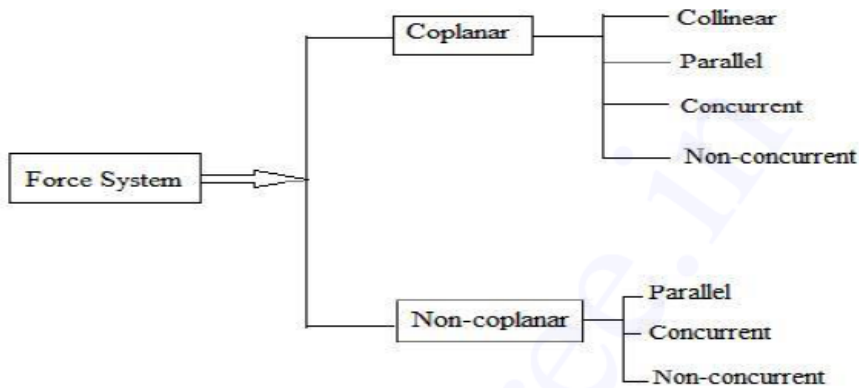 Force System
Coplanar
Collinear
Parallel
Concurrent
Non-concurrent
Non-coplanar
Parallel
Concurrent
Non-concurrent